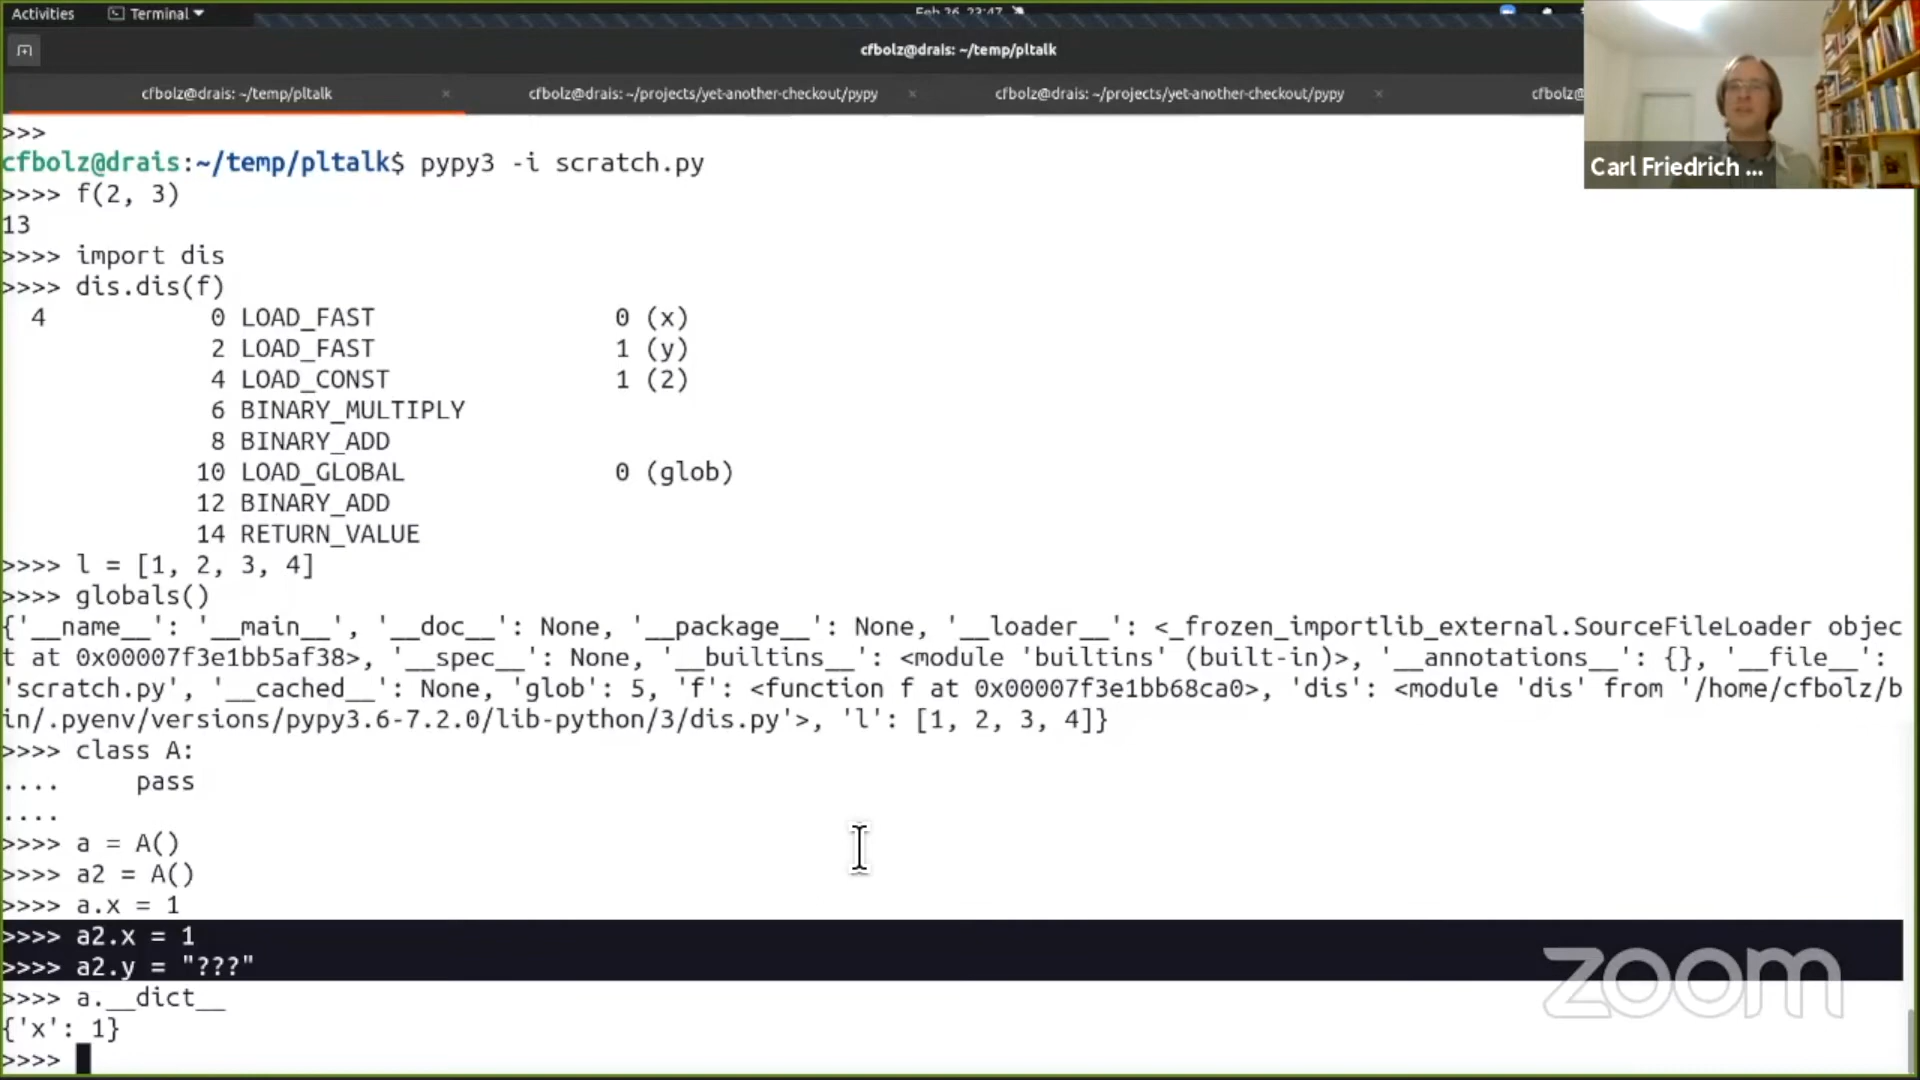 Activities
Terminal
Feb 26 23:47
cfbolz@drais: ~/temp/pltalk
cfbolz@drais: ~/temp/pltalk
cfbolz@drais: ~/projects/yet-another-checkout/pypy
cfbolz@drais: ~/projects/yet-another-checkout/pypy
cfbolz@
Carl Friedrich ...
>>>
cfbolz@drais:~/temp/pltalk$ pypy3 -i scratch.py
>>>> f(2, 3)
13
>>>> import dis
>>>> dis.dis(f)
4 0 LOAD_FAST 0 (x)
2 LOAD_FAST 1 (y)
4 LOAD_CONST 1 (2)
6 BINARY_MULTIPLY
8 BINARY_ADD
10 LOAD_GLOBAL 0 (glob)
12 BINARY_ADD
14 RETURN_VALUE
>>>> l = [1, 2, 3, 4]
>>>> globals()
{'__name__': '__main__', '__doc__': None, '__package__': None, '__loader__': <_frozen_importlib_external.SourceFileLoader objec
t at 0x00007f3e1bb5af38>, '__spec__': None, '__builtins__': <module 'builtins' (built-in)>, '__annotations__': {}, '__file__':
'scratch.py', '__cached__': None, 'glob': 5, 'f': <function f at 0x00007f3e1bb68ca0>, 'dis': <module 'dis' from '/home/cfbolz/b
in/.pyenv/versions/pypy3.6-7.2.0/lib-python/3/dis.py'>, 'l': [1, 2, 3, 4]}
>>>> class A:
.... pass
....
>>>> a = A()
>>>> a2 = A()
>>>> a.x = 1
>>>> a2.x = 1
>>>> a2.y = "???"
>>>> a.__dict__
{'x': 1}
>>>>
zoom